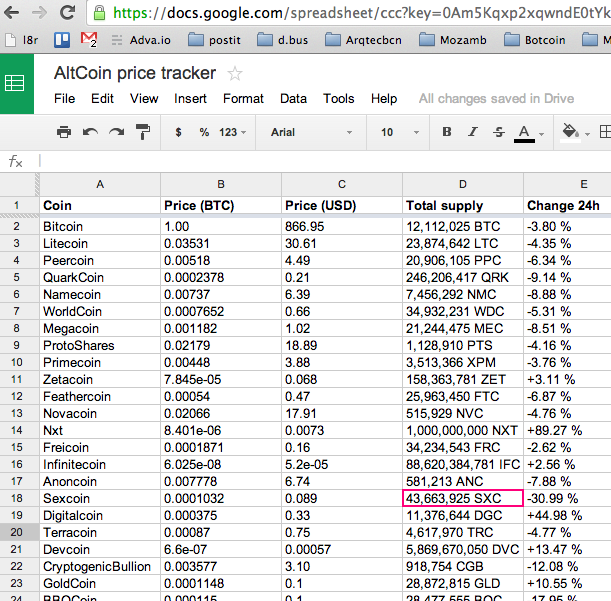 https://docs.google.com/spreadsheet/ccc?key=0Am5Kqxp2xqwndE0tYk
l8r 2 Adva.io postit d.bus Arqtecbcn Mozamb Botcoin M
AltCoin price tracker
File Edit View Insert Format Data Tools Help All changes saved in Drive
$ % 123 Arial 10 B I S A
fx
A B C D E
1 Coin Price (BTC) Price (USD) Total supply Change 24h
2 Bitcoin 1.00 866.95 12,112,025 BTC -3.80 %
3 Litecoin 0.03531 30.61 23,874,642 LTC -4.35 %
4 Peercoin 0.00518 4.49 20,906,105 PPC -6.34 %
5 QuarkCoin 0.0002378 0.21 246,206,417 QRK -9.14 %
6 Namecoin 0.00737 6.39 7,456,292 NMC -8.88 %
7 WorldCoin 0.0007652 0.66 34,932,231 WDC -5.31 %
8 Megacoin 0.001182 1.02 21,244,475 MEC -8.51 %
9 ProtoShares 0.02179 18.89 1,128,910 PTS -4.16 %
10 Primecoin 0.00448 3.88 3,513,366 XPM -3.76 %
11 Zetacoin 7.845e-05 0.068 158,363,781 ZET +3.11 %
12 Feathercoin 0.00054 0.47 25,963,450 FTC -6.87 %
13 Novacoin 0.02066 17.91 515,929 NVC -4.76 %
14 Nxt 8.401e-06 0.0073 1,000,000,000 NXT +89.27 %
15 Freicoin 0.0001871 0.16 34,234,543 FRC -2.62 %
16 Infinitecoin 6.025e-08 5.2e-05 88,620,384,781 IFC +2.56 %
17 Anoncoin 0.007778 6.74 581,213 ANC -7.88 %
18 Sexcoin 0.0001032 0.089 43,663,925 SXC -30.99 %
19 Digitalcoin 0.000375 0.33 11,376,644 DGC +44.98 %
20 Terracoin 0.00087 0.75 4,617,970 TRC -4.77 %
21 Devcoin 6.6e-07 0.00057 5,869,670,050 DVC +13.47 %
22 CryptogenicBullion 0.003577 3.10 918,754 CGB -12.08 %
23 GoldCoin 0.0001148 0.1 28,872,815 GLD +10.55 %
24 BBQCoin 0.000115 0.1 28,477,555 BQC -17.95 %